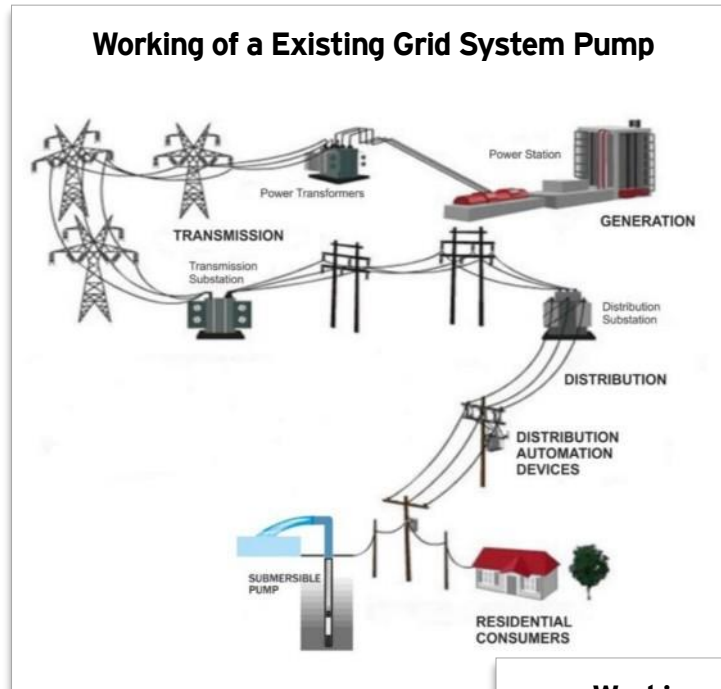 Working of a Existing Grid System Pump
Power Station
Power Transformers
GENERATION
TRANSMISSION
Transmission
Substation
Distribution
Substation
DISTRIBUTION
DISTRIBUTION
AUTOMATION
DEVICES
SUBMERSIBLE
PUMP
RESIDENTIAL
CONSUMERS